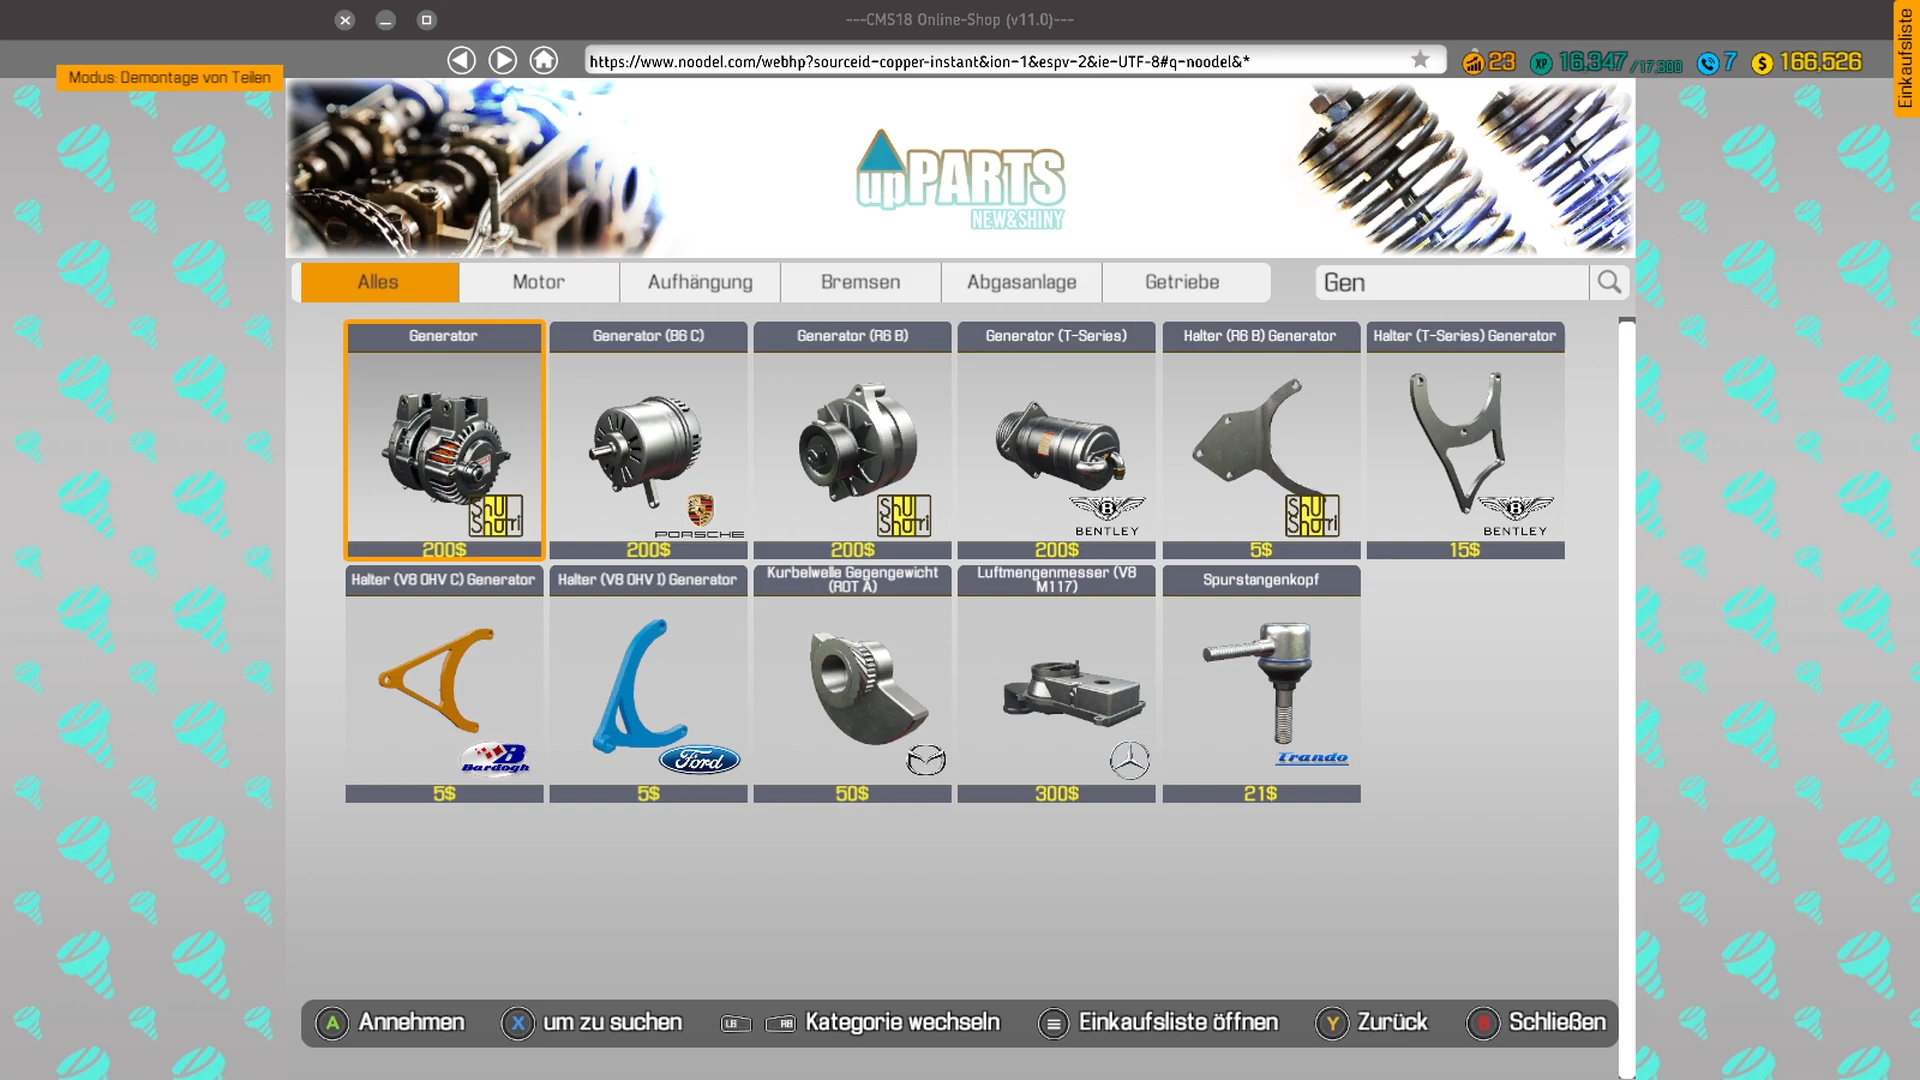 ---CMS18 Online-Shop (v11.0)---
Einkaufsliste
https://www.noodel.com/webhp?sourceid-copper-instant&ion-1&espv-2&ie-UTF-8#q-noodel&*
23
XP 16,347/17,300
7
$ 166,526
Modus: Demontage von Teilen
upPARTS
NEW&SHINY
Alles
Motor
Aufhängung
Bremsen
Abgasanlage
Getriebe
Gen
Generator
Generator (B6 C)
Generator (R6 B)
Generator (T-Series)
Halter (R6 B) Generator
Halter (T-Series) Generator
PORSCHE
BENTLEY
BENTLEY
200$
200$
200$
200$
5$
15$
Halter (V8 OHV C) Generator
Halter (V8 OHV I) Generator
Kurbelwelle Gegengewicht
(ROT A)
Luftmengenmesser (V8
M117)
Spurstangenkopf
Bardogh
Ford
Trando
5$
5$
50$
300$
21$
A Annehmen
X um zu suchen
LB RB Kategorie wechseln
Einkaufsliste öffnen
Y Zurück
B Schließen